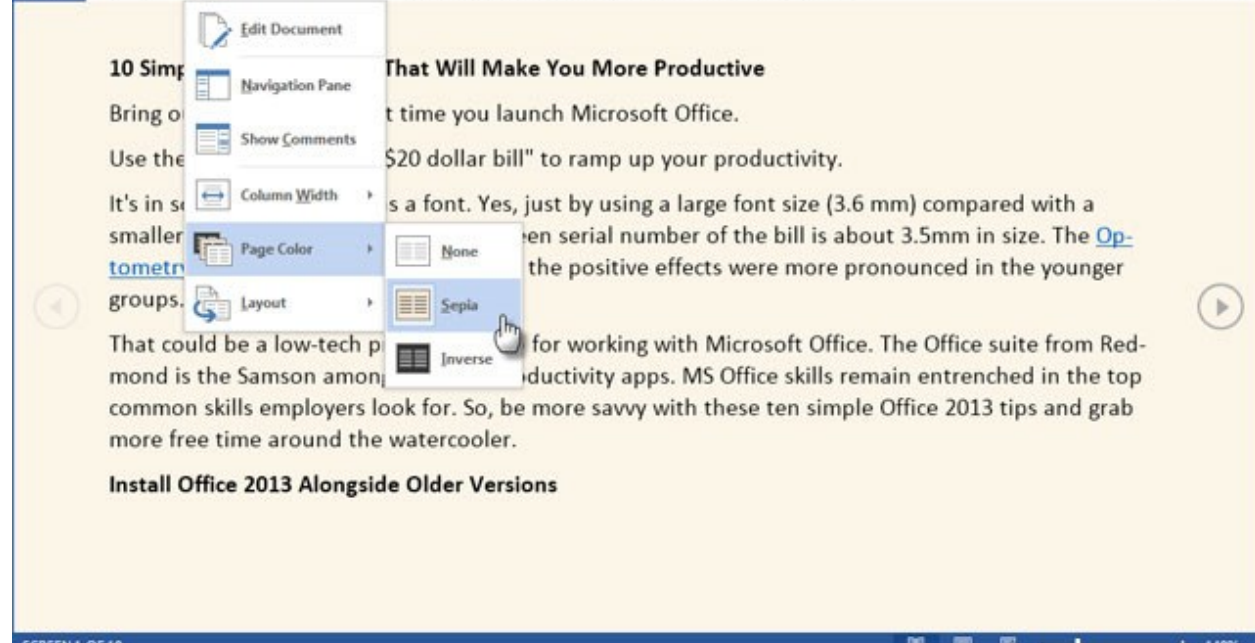 Edit Document
10 Simp That Will Make You More Productive
Navigation Pane
Bring o t time you launch Microsoft Office.
Show Comments
Use the $20 dollar bill" to ramp up your productivity.
Column Width
It's in s s a font. Yes, just by using a large font size (3.6 mm) compared with a
smaller een serial number of the bill is about 3.5mm in size. The Op-
Page Color
None
tometry the positive effects were more pronounced in the younger
groups.
Layout
Sepia
That could be a low-tech p for working with Microsoft Office. The Office suite from Red-
Inverse
mond is the Samson among ductivity apps. MS Office skills remain entrenched in the top
common skills employers look for. So, be more savvy with these ten simple Office 2013 tips and grab
more free time around the watercooler.
Install Office 2013 Alongside Older Versions